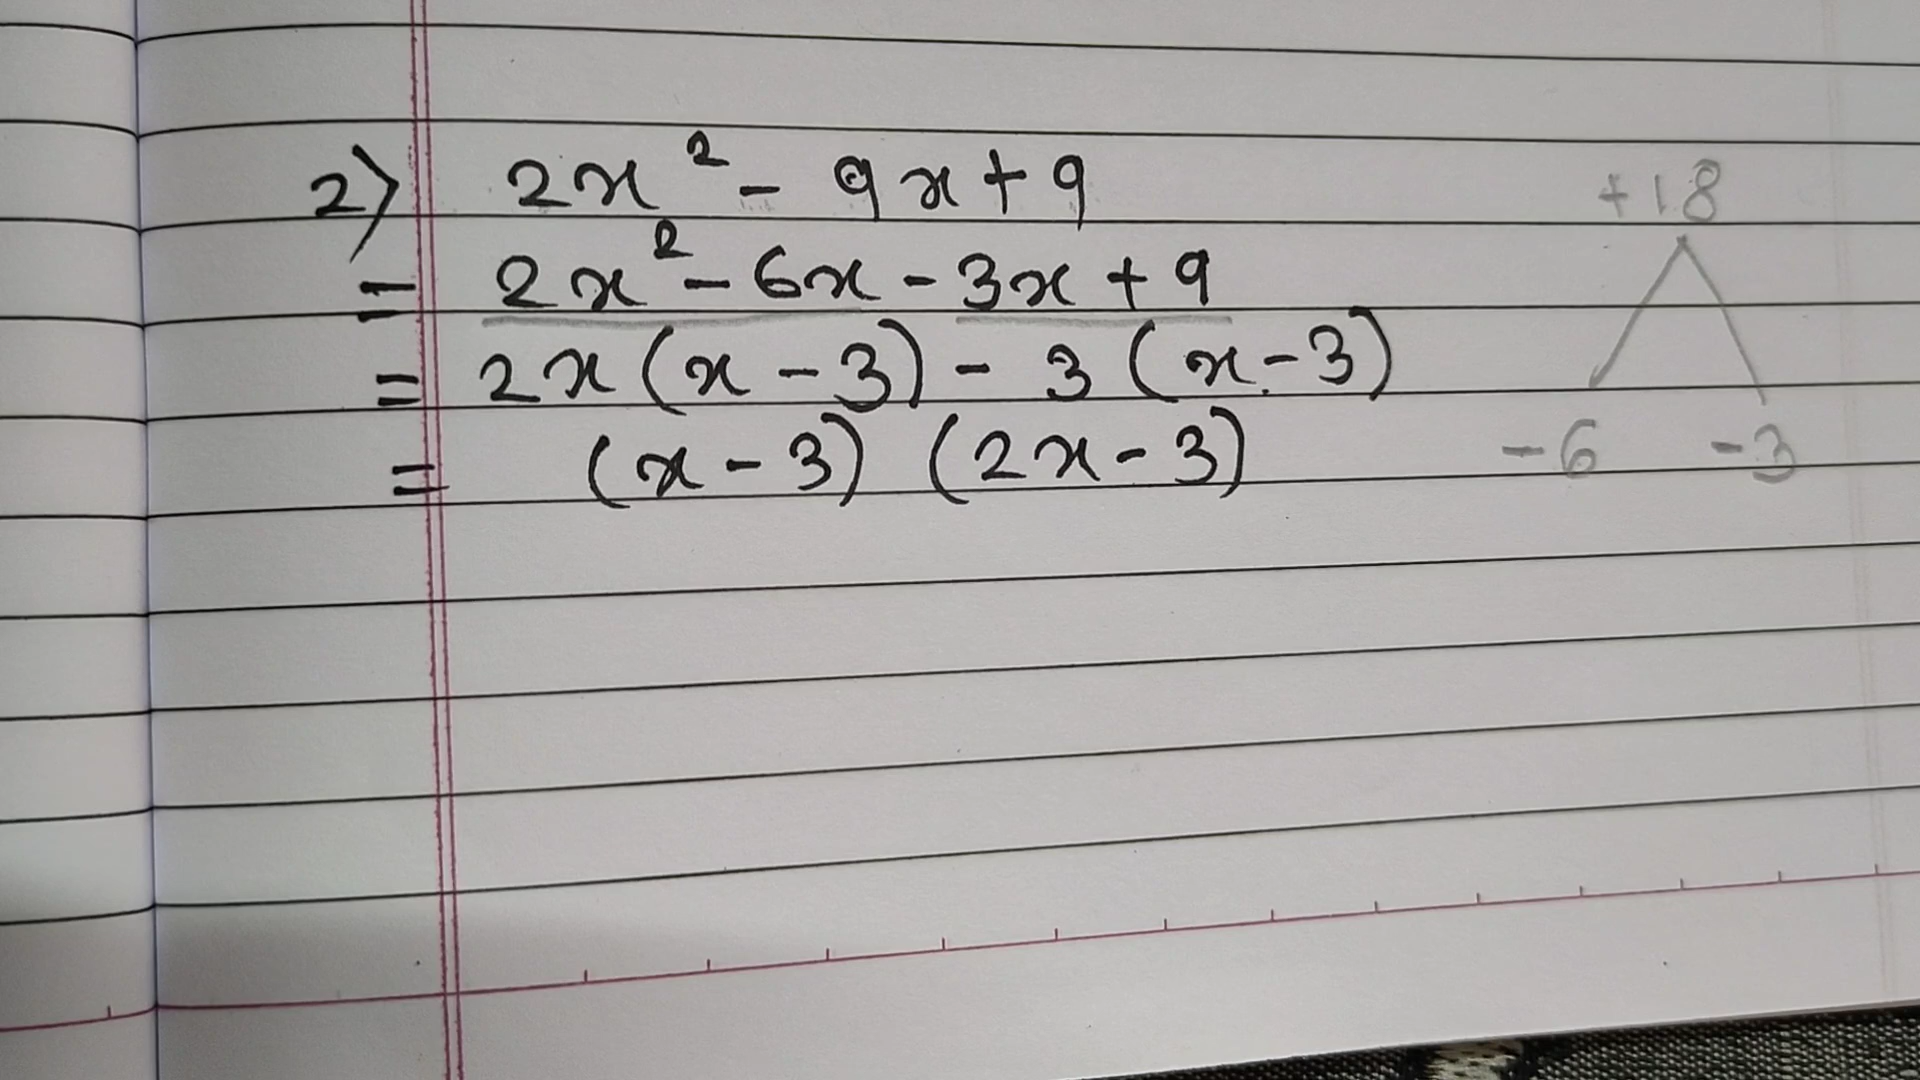 2) 2x² - 9x + 9
= 2x² - 6x - 3x + 9
= 2x (x - 3) - 3 (x - 3)
= (x - 3) (2x - 3)
+18
-6 -3